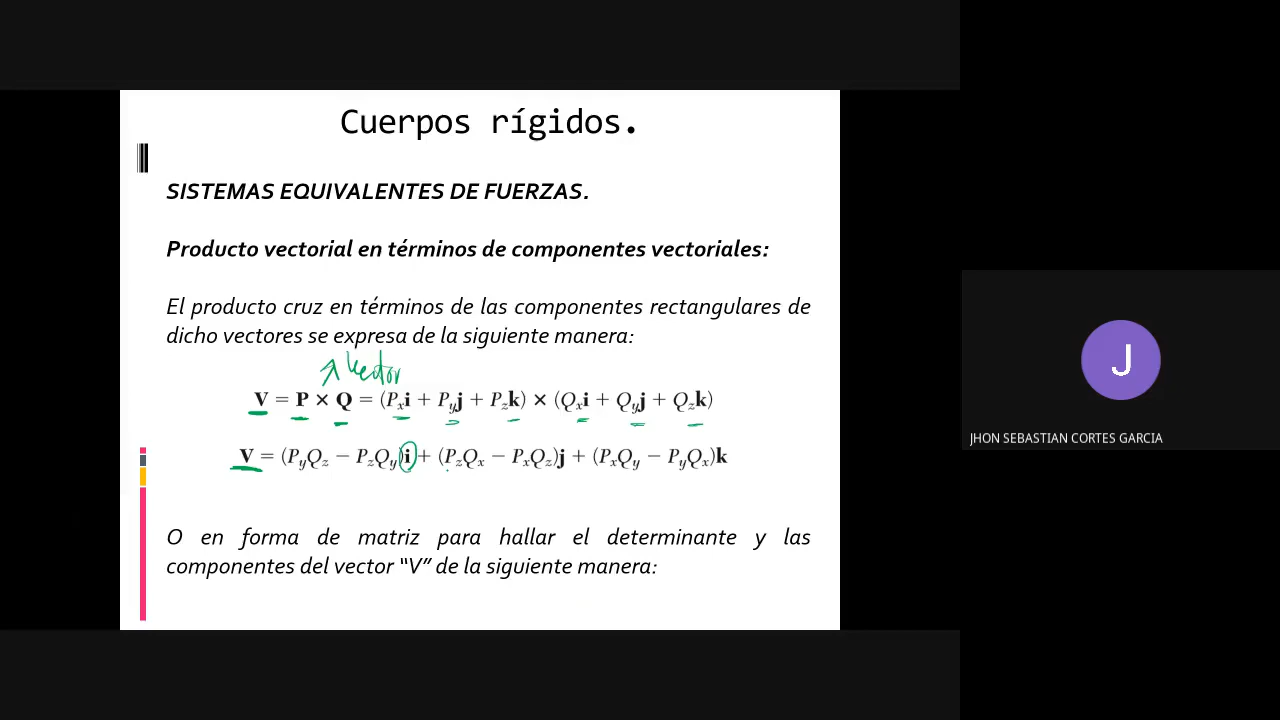 Cuerpos rígidos.
SISTEMAS EQUIVALENTES DE FUERZAS.
Producto vectorial en términos de componentes vectoriales:
El producto cruz en términos de las componentes rectangulares de
dicho vectores se expresa de la siguiente manera:
Vector
V = P × Q = (Pxi + Pyj + Pzk) × (Qxi + Qyj + Qzk)
V = (PyQz − PzQy)i + (PzQx − PxQz)j + (PxQy − PyQx)k
O en forma de matriz para hallar el determinante y las
componentes del vector "V" de la siguiente manera:
J
JHON SEBASTIAN CORTES GARCIA